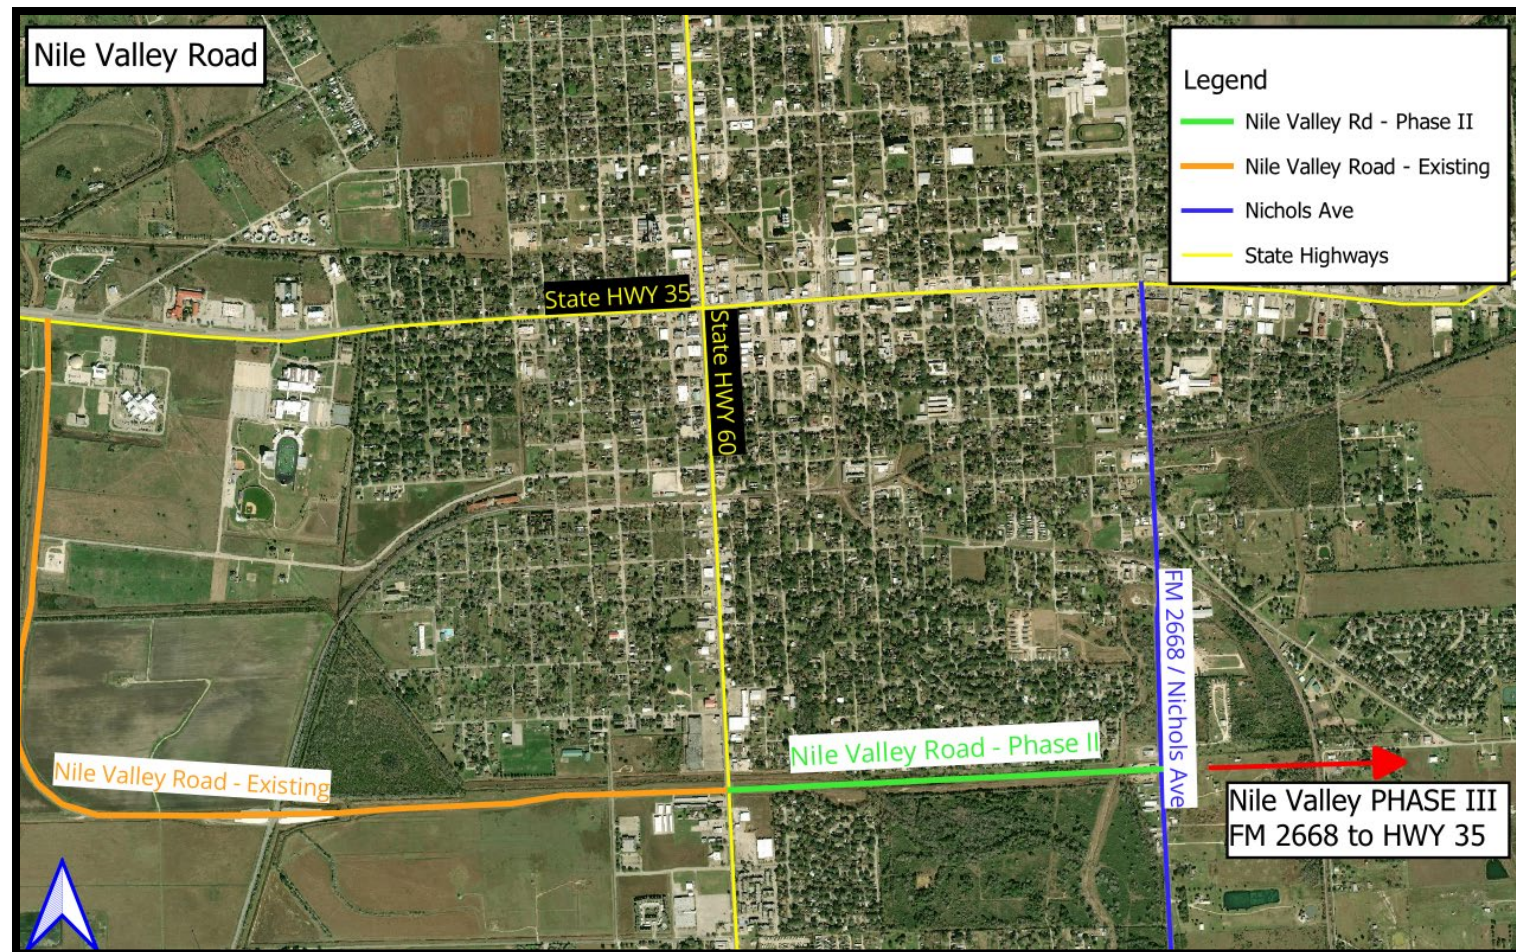 Nile Valley Road
Legend
Nile Valley Rd - Phase II
Nile Valley Road - Existing
Nichols Ave
State Highways
State HWY 35
State HWY 60
FM 2668 / Nichols Ave
Nile Valley Road - Phase II
Nile Valley Road - Existing
Nile Valley PHASE III
FM 2668 to HWY 35